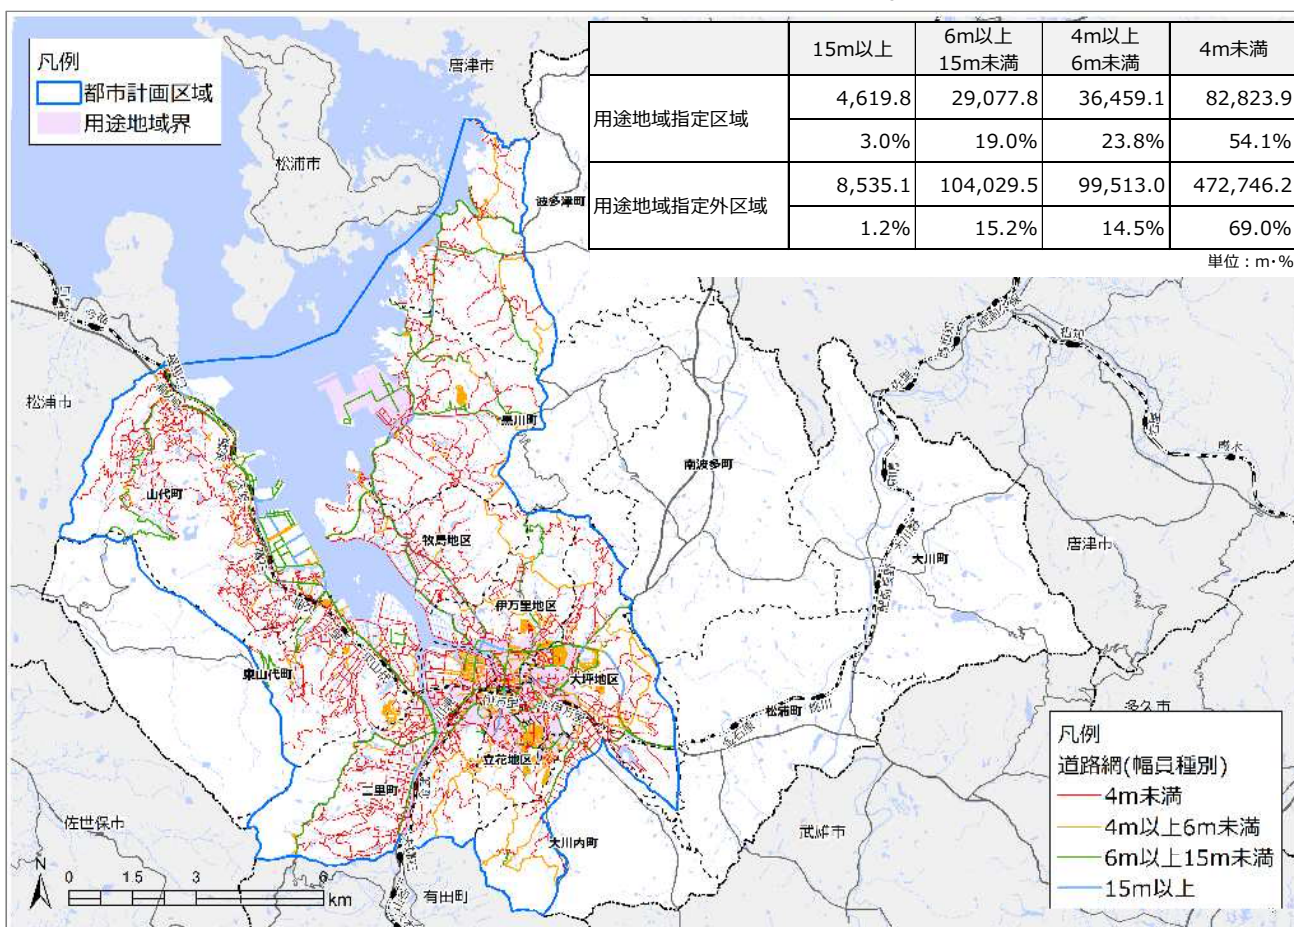 凡例
都市計画区域
用途地域界
15m以上
6m以上
15m未満
4m以上
6m未満
4m未満
用途地域指定区域
4,619.8
29,077.8
36,459.1
82,823.9
3.0%
19.0%
23.8%
54.1%
用途地域指定外区域
8,535.1
104,029.5
99,513.0
472,746.2
1.2%
15.2%
14.5%
69.0%
単位：m・%
唐津市
松浦市
波多津町
松浦市
黒川町
山代町
南波多町
牧島地区
大川町
唐津市
伊万里地区
東山代町
大坪地区
松浦町
多久市
立花地区
二里町
大川内町
武雄市
佐世保市
有田町
凡例
道路網(幅員種別)
4m未満
4m以上6m未満
6m以上15m未満
15m以上
N
0 1.5 3 6
km